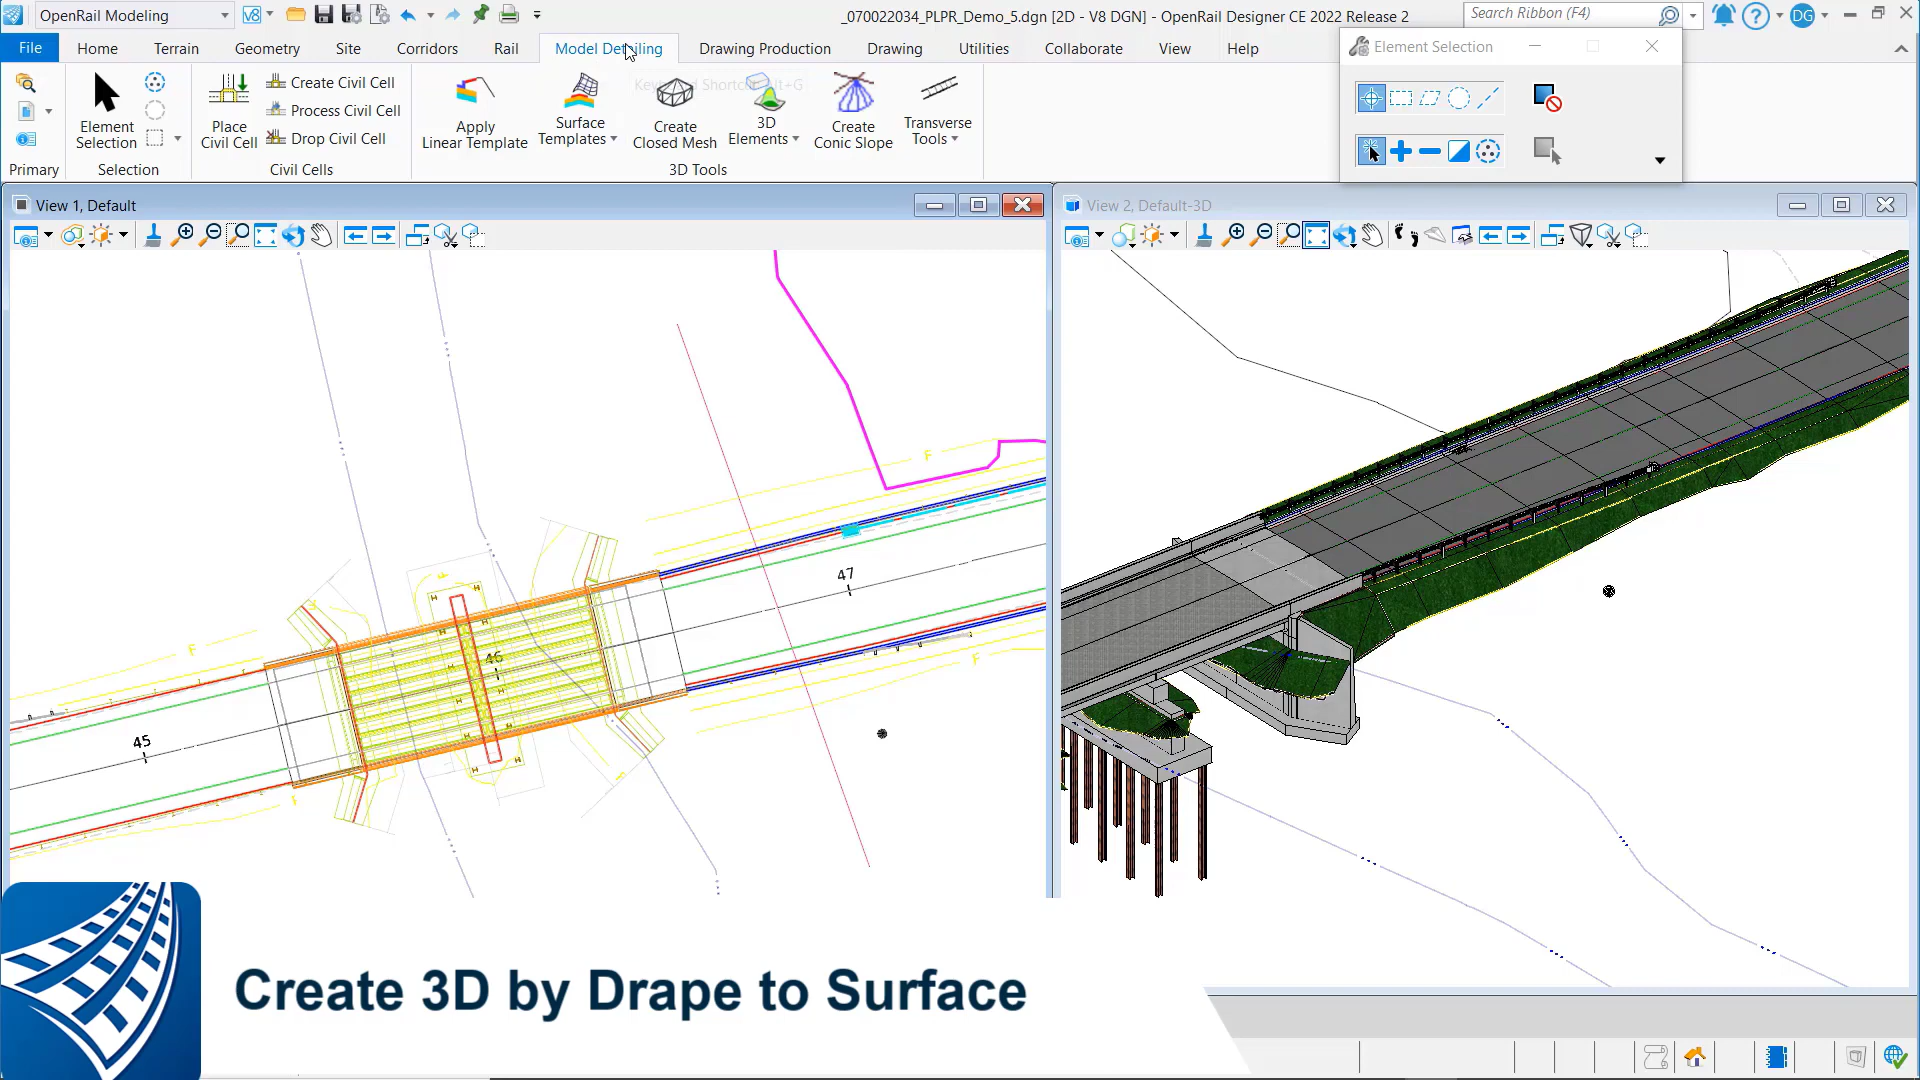 OpenRail Modeling
_070022034_PLPR_Demo_5.dgn [2D - V8 DGN] - OpenRail Designer CE 2022 Release 2
Search Ribbon (F4)
DG
File
Home
Terrain
Geometry
Site
Corridors
Rail
Model Detailing
Drawing Production
Drawing
Utilities
Collaborate
View
Help
Element Selection
Keyboard Shortcut: Alt+G
Element
Selection
Place
Civil Cell
Create Civil Cell
Process Civil Cell
Drop Civil Cell
Apply
Linear Template
Surface
Templates
Create
Closed Mesh
3D
Elements
Create
Conic Slope
Transverse
Tools
Primary
Selection
Civil Cells
3D Tools
View 1, Default
View 2, Default-3D
F
47
46
45
F
F
F
H
H
H
H
Create 3D by Drape to Surface